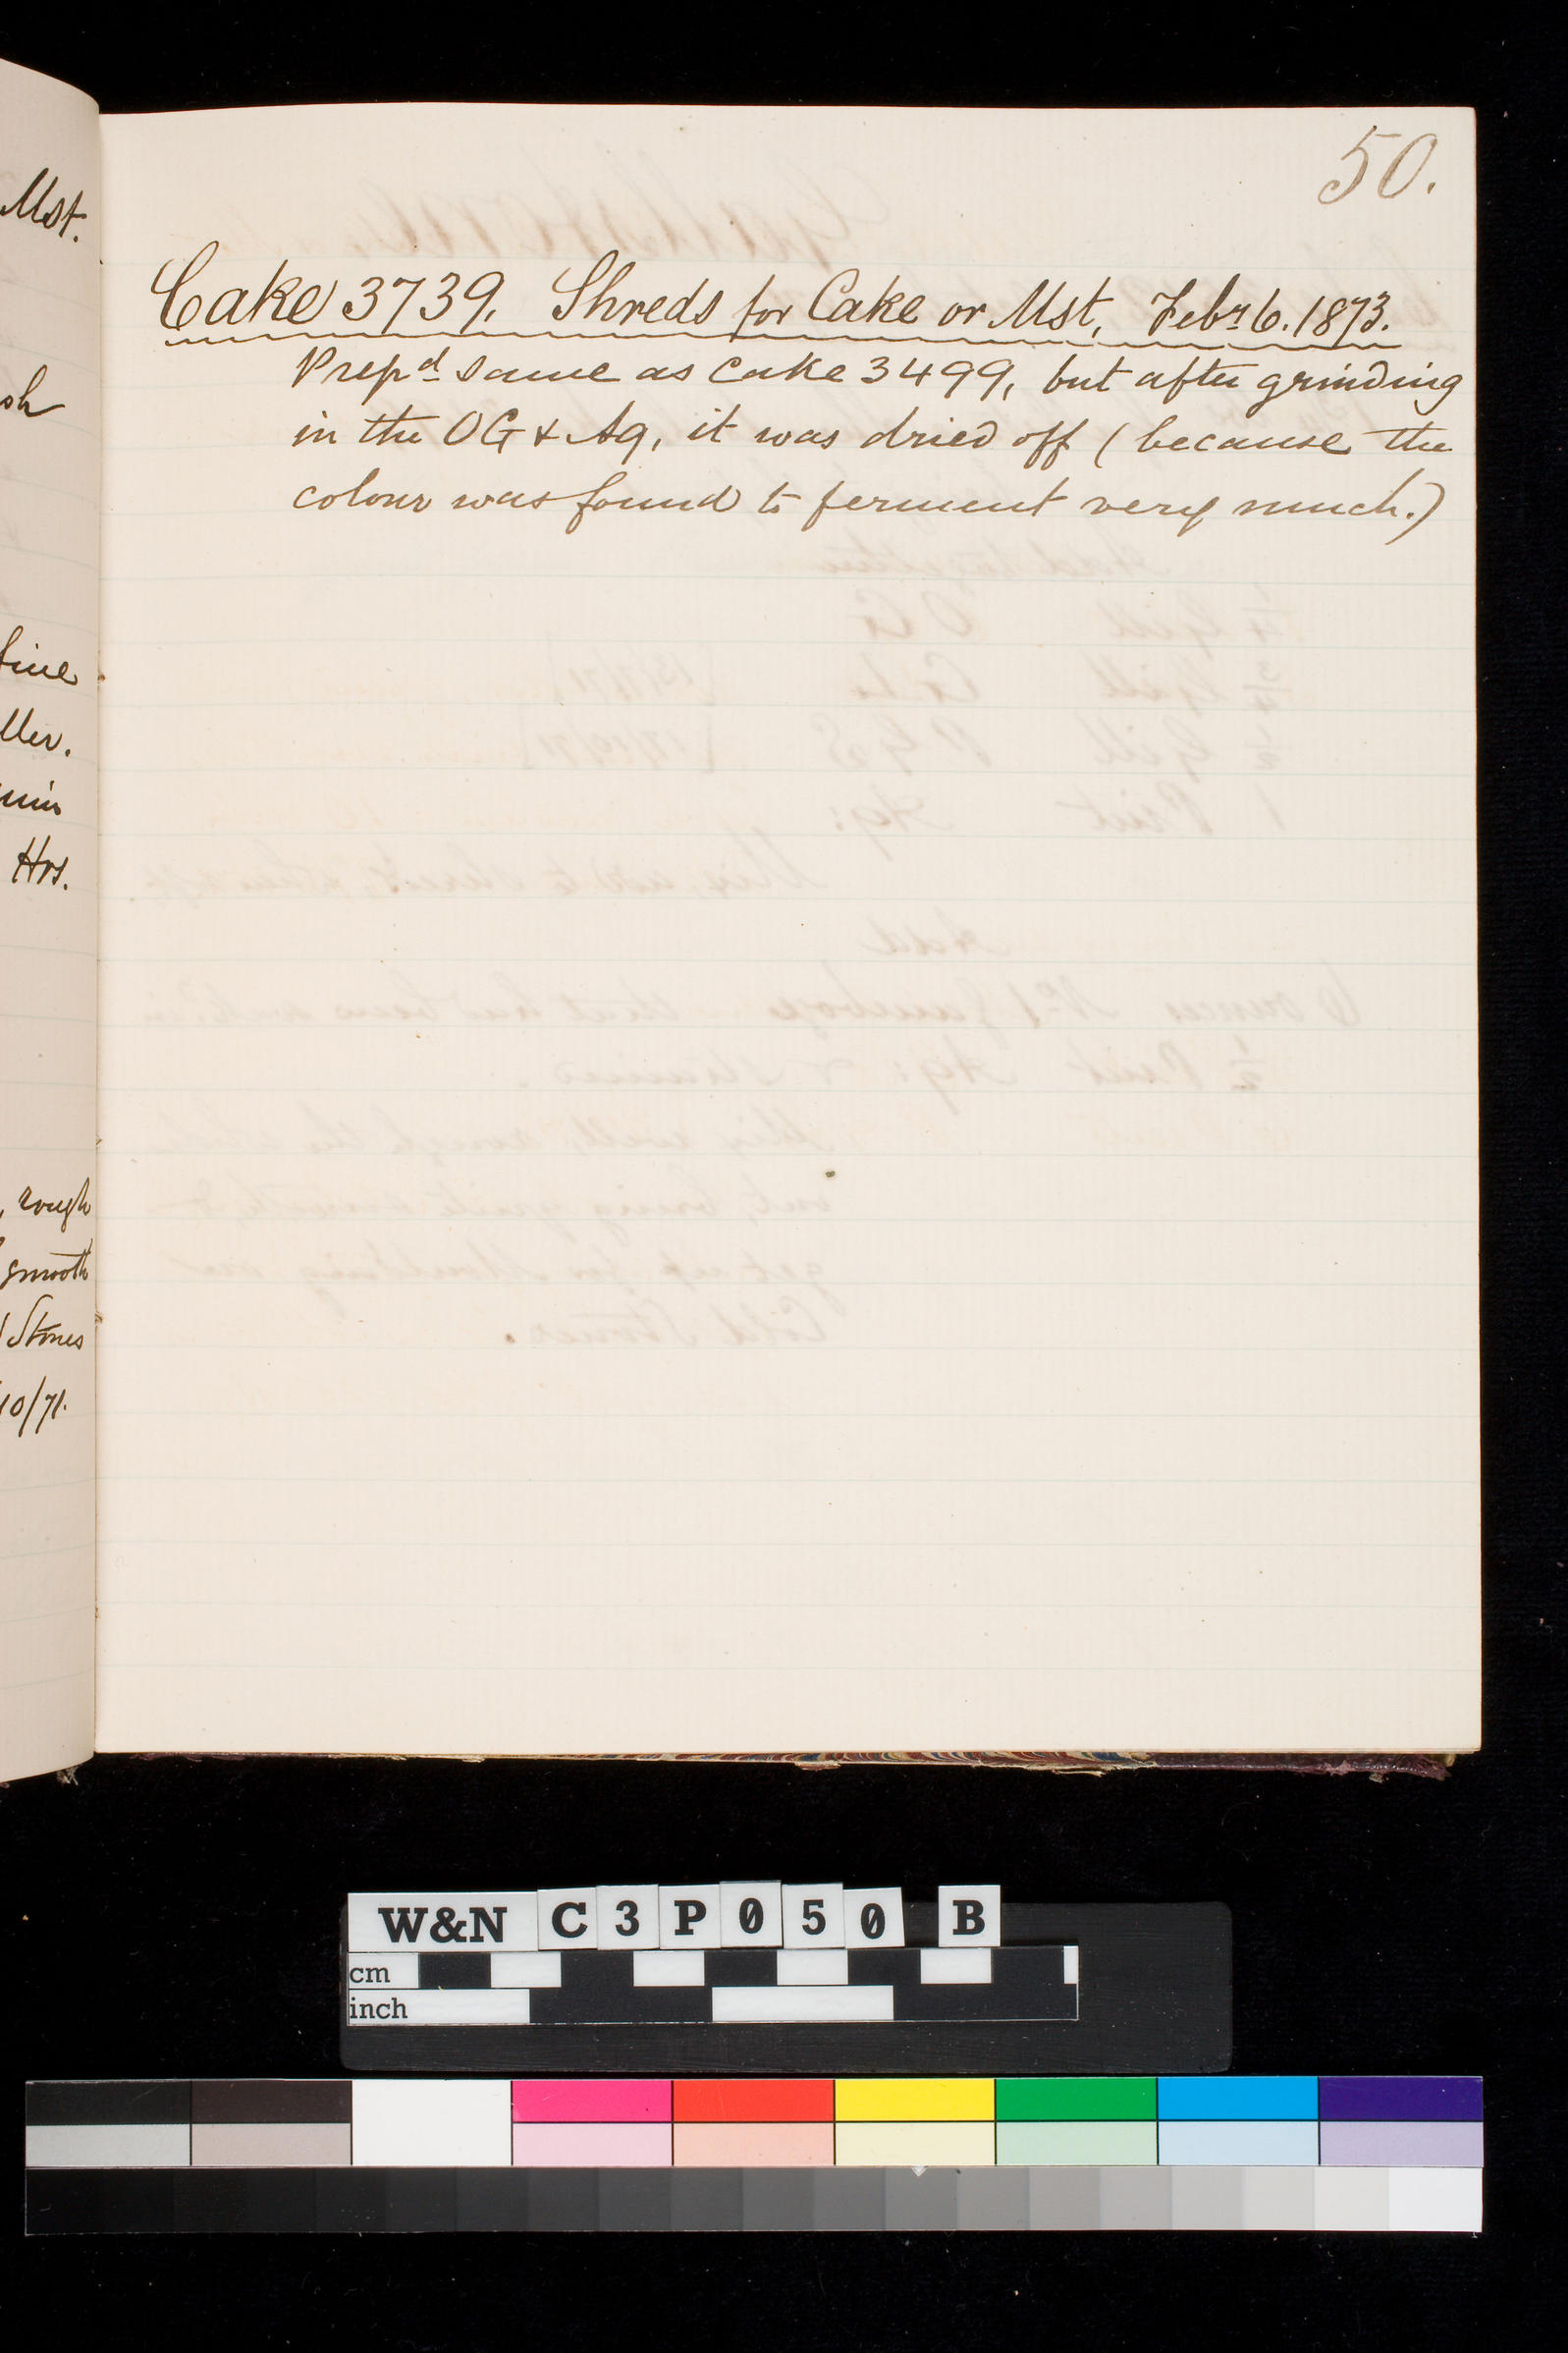 Mst.
sh
fine
ller.
min
Hrs.
, rough
smooth
Stones
10/71.
50.
Cake 3739. Shreds for Cake or Mst, Febr 6. 1873.
Prepd same as Cake 3499, but after grinding
in the OG & Aq, it was dried off (because the
colour was found to ferment very much.)
W&N C3P050 B
cm
inch